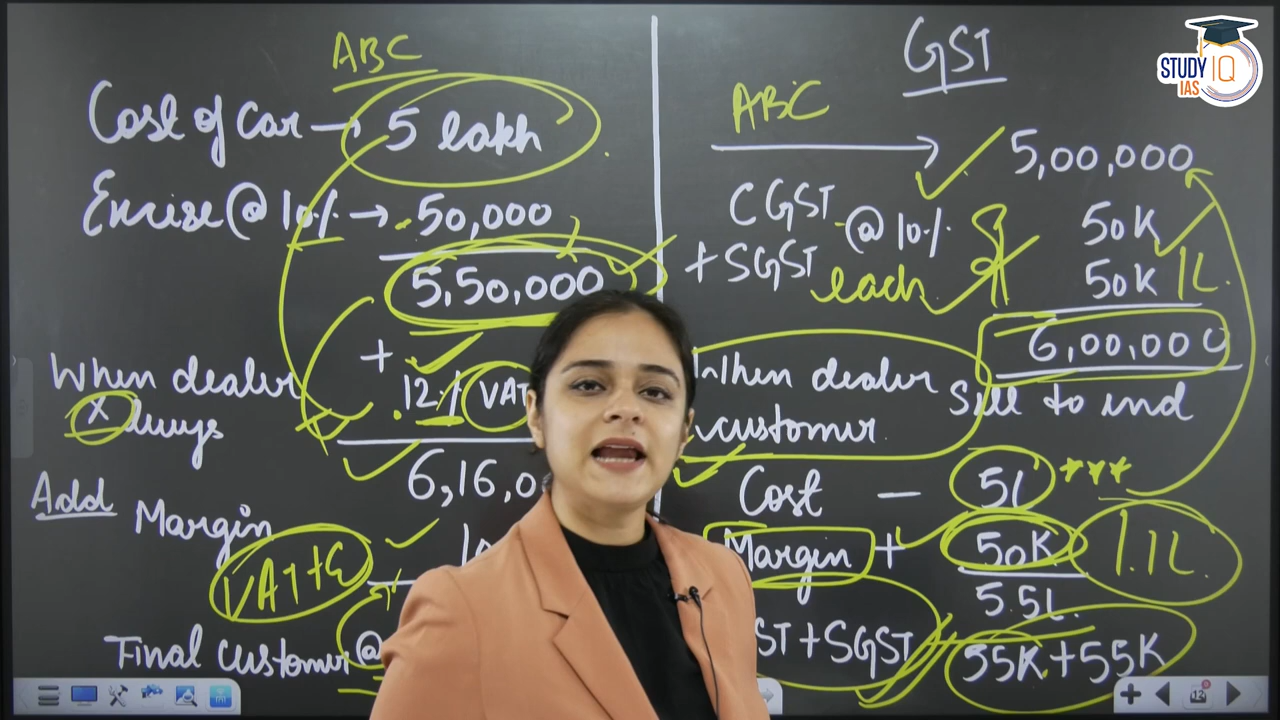 ABC
Cost of Car → 5 lakh
Excise @ 10% → 50,000
5,50,000
+
12% VAT
When dealer
X buys
6,16,0
Add Margin
10
VAT+E
Final customer @
GST
STUDY IQ
IAS
ABC
→ 5,00,000
CGST @ 10% 50K
+ SGST each 50K 1L.
6,00,000
When dealer Sell to end
customer.
Cost - 5L ***
Margin + 50K 1.1L
5.5L
ST + SGST 55K + 55K
12